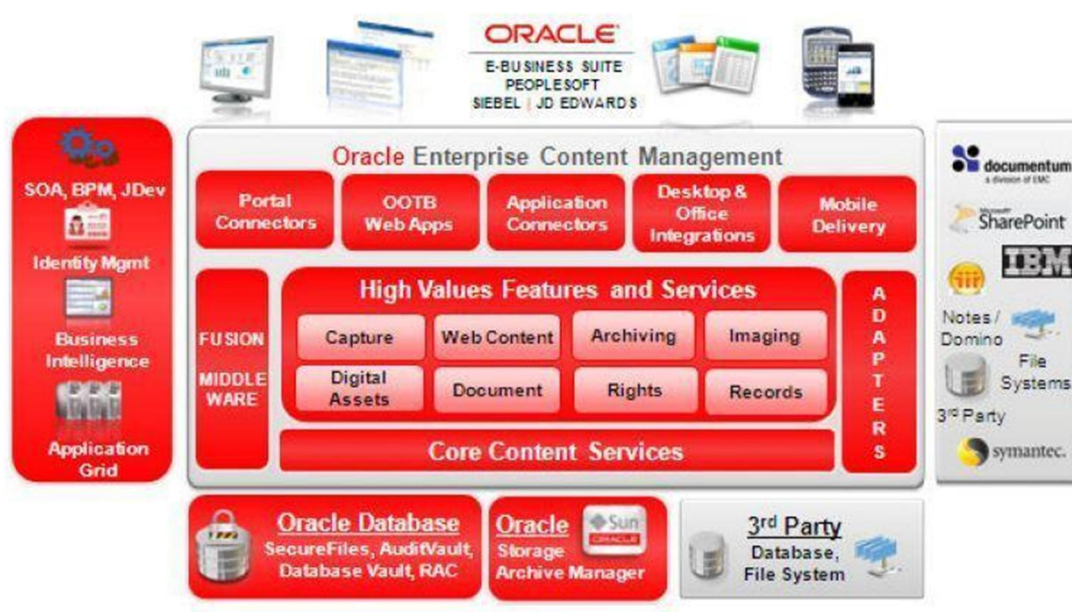 ORACLE
E-BUSINESS SUITE
PEOPLESOFT
SIEBEL | JD EDWARDS
SOA, BPM, JDev
Identity Mgmt
Business
Intelligence
Application
Grid
Oracle Enterprise Content Management
Portal
Connectors
OOTB
Web Apps
Application
Connectors
Desktop &
Office
Integrations
Mobile
Delivery
FUSION
MIDDLE
WARE
High Values Features and Services
Capture
Web Content
Archiving
Imaging
Digital
Assets
Document
Rights
Records
Core Content Services
ADAPTERS
documentum
a division of EMC
Microsoft
SharePoint
IBM
Notes /
Domino
File
Systems
3rd Party
symantec.
Oracle Database
SecureFiles, AuditVault,
Database Vault, RAC
Oracle
Storage
Archive Manager
Sun
ORACLE
3rd Party
Database,
File System